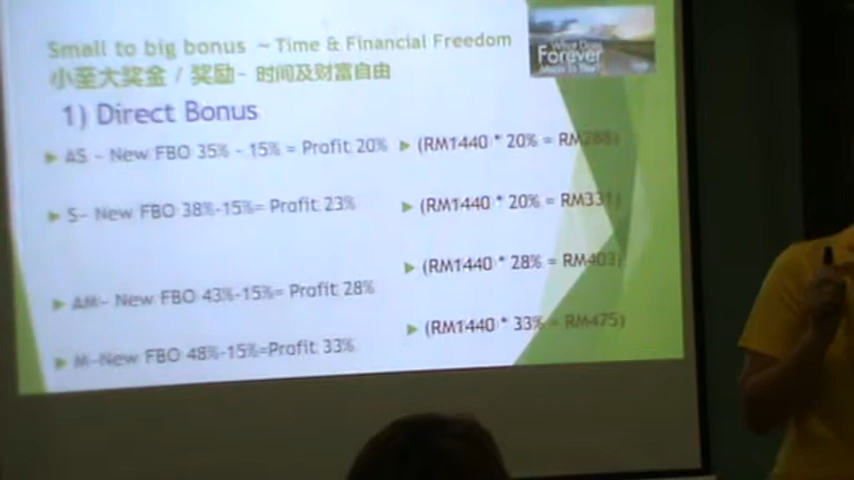 Small to big bonus ~ Time & Financial Freedom
小至大奖金 / 奖励- 时间及财富自由
What Does
Forever
1) Direct Bonus
AS - New FBO 35% - 15% = Profit 20%
(RM1440 * 20% = RM288)
S- New FBO 38%-15%= Profit 23%
(RM1440 * 20% = RM331)
AM- New FBO 43%-15%= Profit 28%
(RM1440 * 28% = RM403)
M-New FBO 48%-15%=Profit 33%
(RM1440 * 33% = RM475)